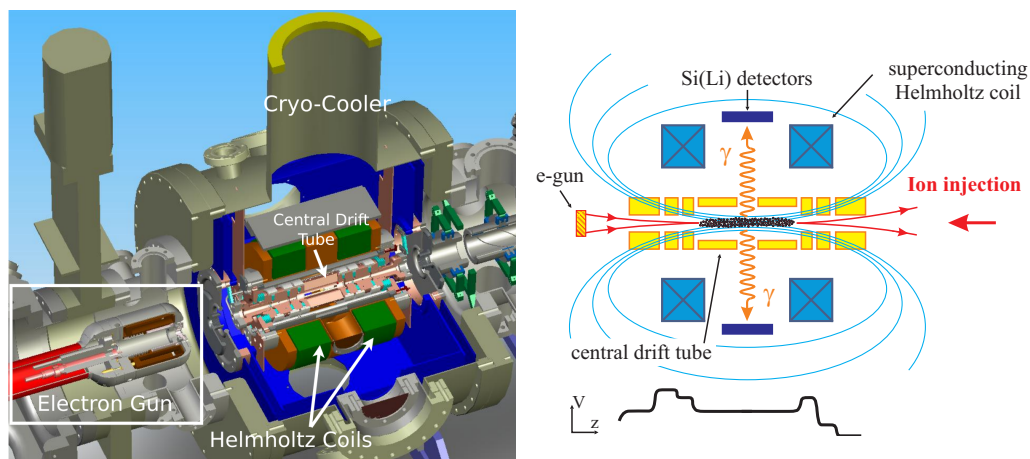 Cryo-Cooler
Central Drift
Tube
Electron Gun
Helmholtz Coils
Si(Li) detectors
superconducting
Helmholtz coil
γ
e-gun
Ion injection
γ
central drift tube
V
z